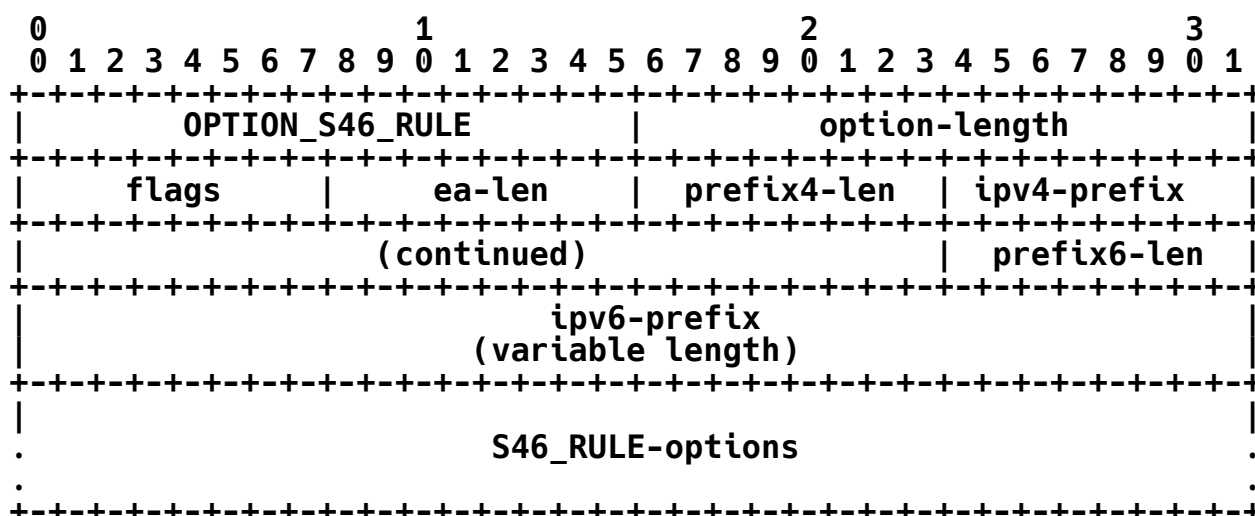 0                   1                   2                   3
 0 1 2 3 4 5 6 7 8 9 0 1 2 3 4 5 6 7 8 9 0 1 2 3 4 5 6 7 8 9 0 1
+-+-+-+-+-+-+-+-+-+-+-+-+-+-+-+-+-+-+-+-+-+-+-+-+-+-+-+-+-+-+-+-+
|        OPTION_S46_RULE        |         option-length         |
+-+-+-+-+-+-+-+-+-+-+-+-+-+-+-+-+-+-+-+-+-+-+-+-+-+-+-+-+-+-+-+-+
|     flags     |     ea-len    |  prefix4-len  | ipv4-prefix   |
+-+-+-+-+-+-+-+-+-+-+-+-+-+-+-+-+-+-+-+-+-+-+-+-+-+-+-+-+-+-+-+-+
|                  (continued)                  |  prefix6-len  |
+-+-+-+-+-+-+-+-+-+-+-+-+-+-+-+-+-+-+-+-+-+-+-+-+-+-+-+-+-+-+-+-+
|                           ipv6-prefix                         |
|                       (variable length)                       |
+-+-+-+-+-+-+-+-+-+-+-+-+-+-+-+-+-+-+-+-+-+-+-+-+-+-+-+-+-+-+-+-+
|                                                               |
.                        S46_RULE-options                       .
.                                                               .
+-+-+-+-+-+-+-+-+-+-+-+-+-+-+-+-+-+-+-+-+-+-+-+-+-+-+-+-+-+-+-+-+